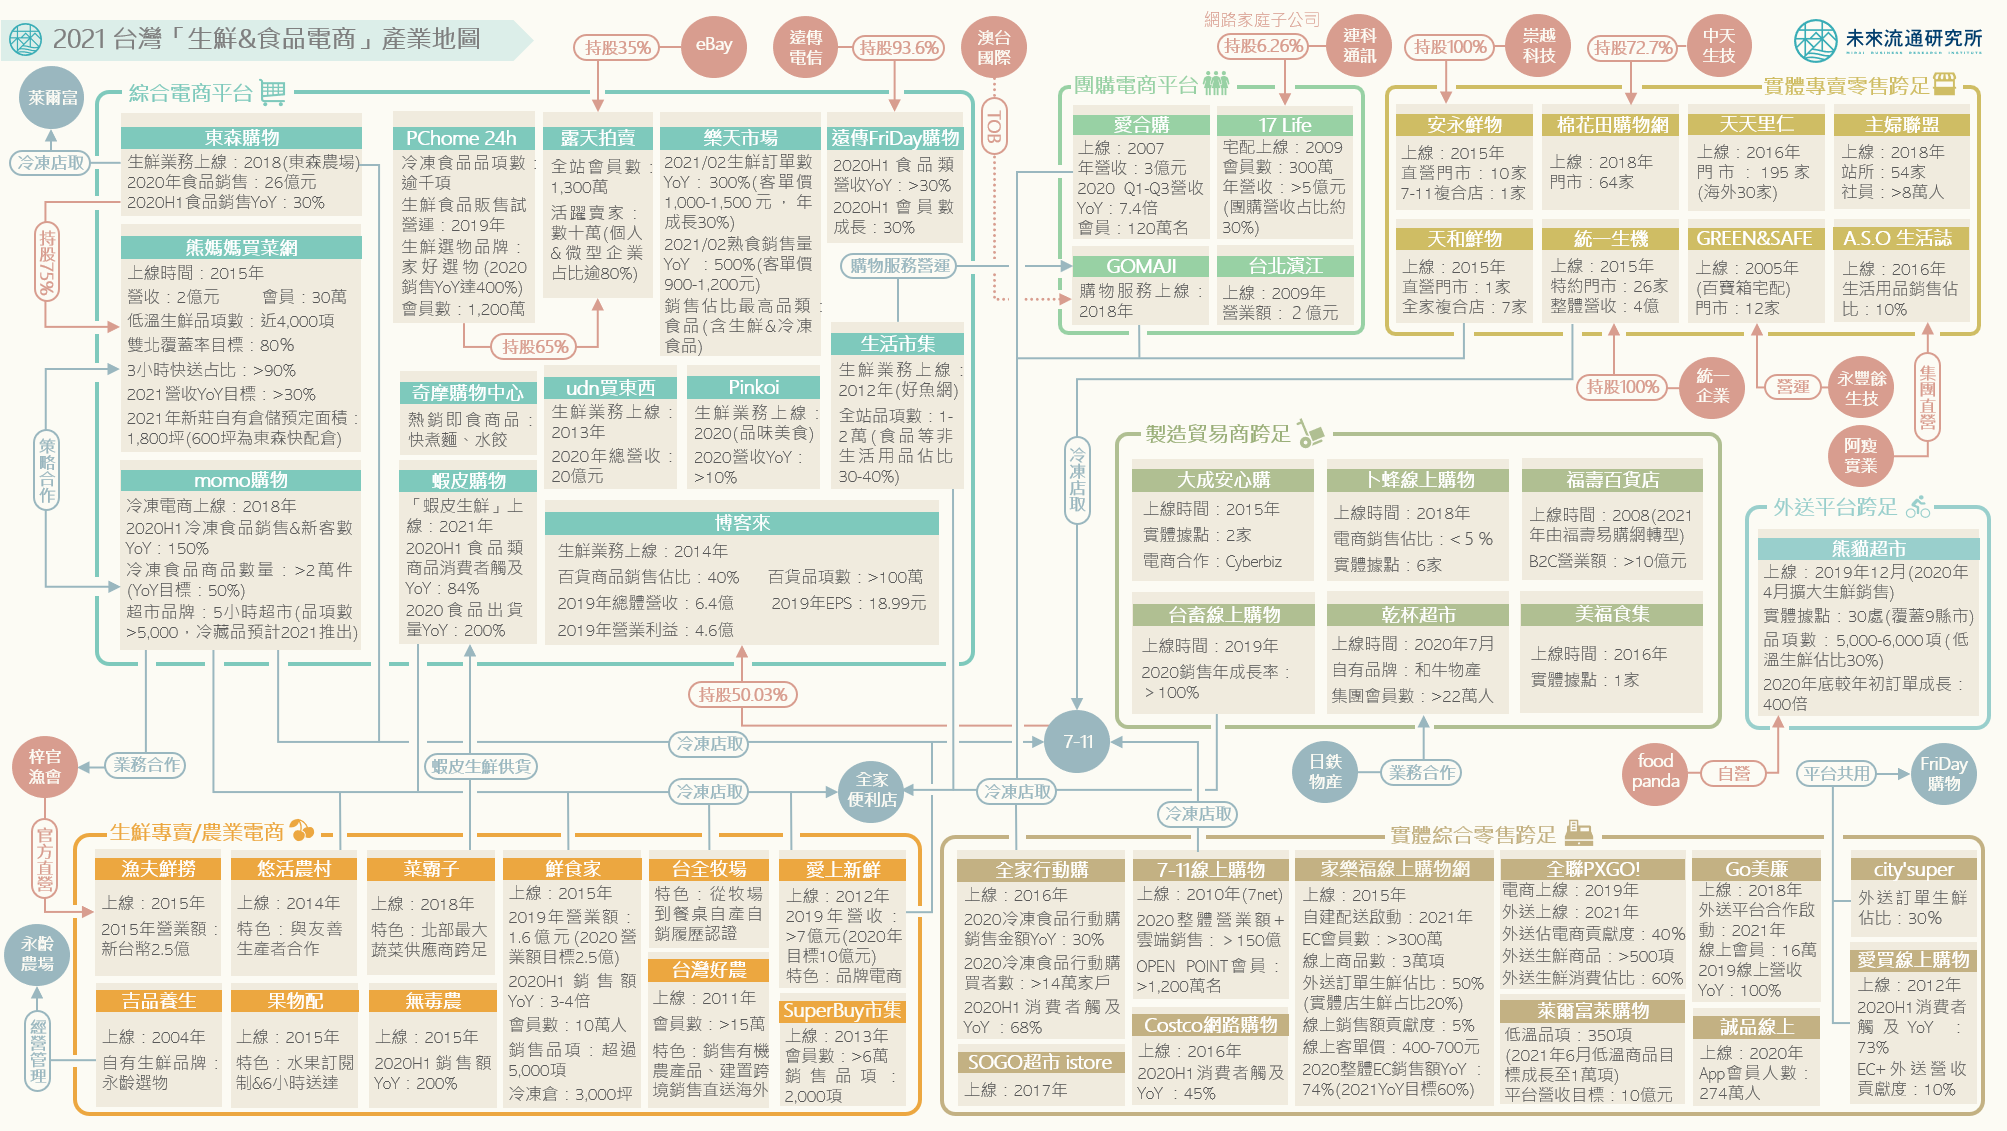 2021 台灣「生鮮&食品電商」產業地圖
未來流通研究所
MIRAI BUSINESS RESEARCH INSTITUTE
萊爾富
冷凍店取
持股75%
策略合作
持股35%
eBay
遠傳
電信
持股93.6%
澳台
國際
TOB
網路家庭子公司
持股6.26%
連科
通訊
持股100%
崇越
科技
持股72.7%
中天
生技
綜合電商平台
東森購物
生鮮業務上線：2018(東森農場)
2020年食品銷售：26億元
2020H1食品銷售YoY：30%
熊媽媽買菜網
上線時間：2015年
營收：2億元 會員：30萬
低溫生鮮品項數：近4,000項
雙北覆蓋率目標：80%
3小時快送占比：>90%
2021營收YoY目標：>30%
2021年新莊自有倉儲預定面積：
1,800坪(600坪為東森快配倉)
momo購物
冷凍電商上線：2018年
2020H1冷凍食品銷售&新客數
YoY：150%
冷凍食品商品數量：>2萬件
(YoY目標：50%)
超市品牌：5小時超市(品項數
>5,000，冷藏品預計2021推出)
PChome 24h
冷凍食品品項數：
逾千項
生鮮食品販售試
營運：2019年
生鮮選物品牌：
家好選物(2020
銷售YoY達400%)
會員數：1,200萬
持股65%
露天拍賣
全站會員數：
1,300萬
活躍賣家：
數十萬(個人
&微型企業
占比逾80%)
樂天市場
2021/02生鮮訂單數
YoY：300%(客單價
1,000-1,500元，年
成長30%)
2021/02熟食銷售量
YoY：500%(客單價
900-1,200元)
銷售佔比最高品類：
食品(含生鮮&冷凍
食品)
遠傳FriDay購物
2020H1食品類
營收YoY：>30%
2020H1會員數
成長：30%
購物服務營運
生活市集
生鮮業務上線：
2012年(好魚網)
全站品項數：1-
2萬(食品等非
生活用品佔比
30-40%)
奇摩購物中心
熱銷即食商品：
快煮麵、水餃
udn買東西
生鮮業務上線：
2013年
2020年總營收：
20億元
Pinkoi
生鮮業務上線：
2020(品味美食)
2020營收YoY：
>10%
蝦皮購物
「蝦皮生鮮」上
線：2021年
2020H1食品類
商品消費者觸及
YoY：84%
2020食品出貨
量YoY：200%
博客來
生鮮業務上線：2014年
百貨商品銷售佔比：40% 百貨品項數：>100萬
2019年總體營收：6.4億 2019年EPS：18.99元
2019年營業利益：4.6億
持股50.03%
團購電商平台
愛合購
上線：2007
年營收：3億元
2020 Q1-Q3營收
YoY：7.4倍
會員：120萬名
17 Life
宅配上線：2009
會員數：300萬
年營收：>5億元
(團購營收占比約
30%)
GOMAJI
購物服務上線：
2018年
台北濱江
上線：2009年
營業額：2億元
實體專賣零售跨足
安永鮮物
上線：2015年
直營門市：10家
7-11複合店：1家
棉花田購物網
上線：2018年
門市：64家
天天里仁
上線：2016年
門市：195家
(海外30家)
主婦聯盟
上線：2018年
站所：54家
社員：>8萬人
天和鮮物
上線：2015年
直營門市：1家
全家複合店：7家
統一生機
上線：2015年
特約門市：26家
整體營收：4億
GREEN&SAFE
上線：2005年
(百寶箱宅配)
門市：12家
A.S.O 生活誌
上線：2016年
生活用品銷售佔
比：10%
持股100%
統一
企業
營運
永豐餘
生技
集團直營
阿瘦
實業
冷凍店取
製造貿易商跨足
大成安心購
上線時間：2015年
實體據點：2家
電商合作：Cyberbiz
卜蜂線上購物
上線時間：2018年
電商銷售佔比：＜5％
實體據點：6家
福壽百貨店
上線時間：2008(2021
年由福壽易購網轉型)
B2C營業額：>10億元
台畜線上購物
上線時間：2019年
2020銷售年成長率：
＞100%
乾杯超市
上線時間：2020年7月
自有品牌：和牛物產
集團會員數：>22萬人
美福食集
上線時間：2016年
實體據點：1家
外送平台跨足
熊貓超市
上線：2019年12月(2020年
4月擴大生鮮銷售)
實體據點：30處(覆蓋9縣市)
品項數：5,000-6,000項(低
溫生鮮佔比30%)
2020年底較年初訂單成長：
400倍
梓官
漁會
業務合作
冷凍店取
蝦皮生鮮供貨
冷凍店取
全家
便利店
7-11
冷凍店取
冷凍店取
日鉄
物産
業務合作
food
panda
自營
平台共用
FriDay
購物
官方直營
永齡
農場
經營管理
生鮮專賣/農業電商
漁夫鮮撈
上線：2015年
2015年營業額：
新台幣2.5億
悠活農村
上線：2014年
特色：與友善
生產者合作
菜霸子
上線：2018年
特色：北部最大
蔬菜供應商跨足
鮮食家
上線：2015年
2019年營業額：
1.6億元(2020營
業額目標2.5億)
2020H1銷售額
YoY：3-4倍
會員數：10萬人
銷售品項：超過
5,000項
冷凍倉：3,000坪
台全牧場
特色：從牧場
到餐桌自產自
銷履歷認證
愛上新鮮
上線：2012年
2019年營收：
>7億元(2020年
目標10億元)
特色：品牌電商
吉品養生
上線：2004年
自有生鮮品牌：
永齡選物
果物配
上線：2015年
特色：水果訂閱
制&6小時送達
無毒農
上線：2015年
2020H1銷售額
YoY：200%
台灣好農
上線：2011年
會員數：>15萬
特色：銷售有機
農產品、建置跨
境銷售直送海外
SuperBuy市集
上線：2013年
會員數：>6萬
銷售品項：
2,000項
實體綜合零售跨足
全家行動購
上線：2016年
2020冷凍食品行動購
銷售金額YoY：30%
2020冷凍食品行動購
買者數：>14萬家戶
2020H1消費者觸及
YoY：68%
SOGO超市 istore
上線：2017年
7-11線上購物
上線：2010年(7net)
2020整體營業額+
雲端銷售：＞150億
OPEN POINT會員：
>1,200萬名
Costco網路購物
上線：2016年
2020H1消費者觸及
YoY：45%
家樂福線上購物網
上線：2015年
自建配送啟動：2021年
EC會員數：>300萬
線上商品數：3萬項
外送訂單生鮮佔比：50%
(實體店生鮮占比20%)
線上銷售額貢獻度：5%
線上客單價：400-700元
2020整體EC銷售額YoY：
74%(2021YoY目標60%)
全聯PXGO!
電商上線：2019年
外送上線：2021年
外送佔電商貢獻度：40%
外送生鮮商品：>500項
外送生鮮消費佔比：60%
萊爾富萊購物
低溫品項：350項
(2021年6月低溫商品目
標成長至1萬項)
平台營收目標：10億元
Go美廉
上線：2018年
外送平台合作啟
動：2021年
線上會員：16萬
2019線上營收
YoY：100%
誠品線上
上線：2020年
App會員人數：
274萬人
city'super
外送訂單生鮮
佔比：30%
愛買線上購物
上線：2012年
2020H1消費者
觸及YoY：
73%
EC+外送營收
貢獻度：10%